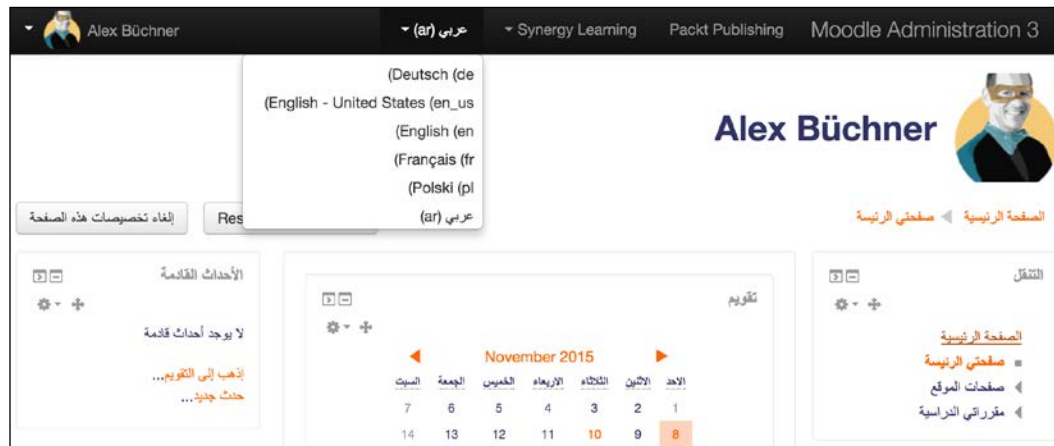 Moodle Administration 3
Packt Publishing
Synergy Learning
عربي ‎(ar)‎
Alex Büchner
(Deutsch (de
(English - United States (en_us
(English (en
(Français (fr
(Polski (pl
عربي (ar)
Alex Büchner
الصفحة الرئيسية
صفحتي الرئيسة
Res
إلغاء تخصيصات هذه الصفحة
التنقل
الصفحة الرئيسية
صفحتي الرئيسة
صفحات الموقع
مقرراتي الدراسية
تقويم
November 2015
الأحد الاثنين الثلاثاء الأربعاء الخميس الجمعة السبت
1 2 3 4 5 6 7
8 9 10 11 12 13 14
الأحداث القادمة
لا يوجد أحداث قادمة
إذهب إلى التقويم...
حدث جديد...